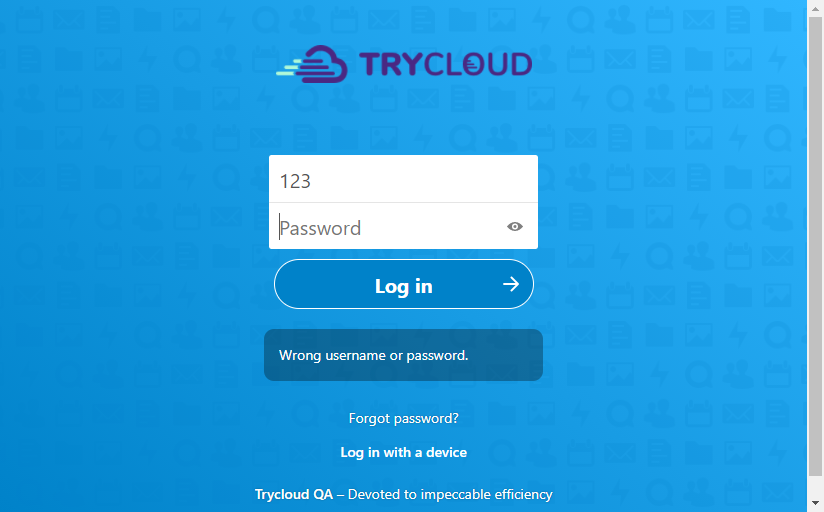 TRYCLOUD
123
Password
Log in
Wrong username or password.
Forgot password?
Log in with a device
Trycloud QA – Devoted to impeccable efficiency